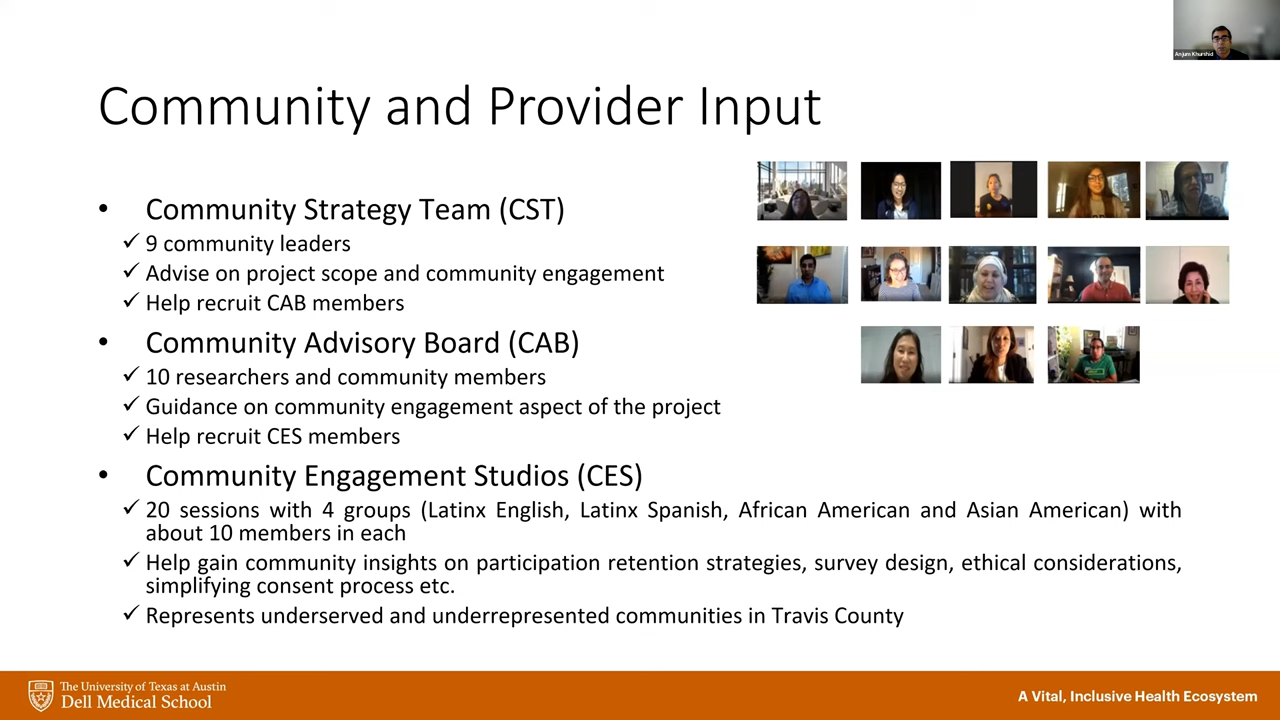 Anjum Khurshid
Community and Provider Input
• Community Strategy Team (CST)
✓ 9 community leaders
✓ Advise on project scope and community engagement
✓ Help recruit CAB members
• Community Advisory Board (CAB)
✓ 10 researchers and community members
✓ Guidance on community engagement aspect of the project
✓ Help recruit CES members
• Community Engagement Studios (CES)
✓ 20 sessions with 4 groups (Latinx English, Latinx Spanish, African American and Asian American) with
about 10 members in each
✓ Help gain community insights on participation retention strategies, survey design, ethical considerations,
simplifying consent process etc.
✓ Represents underserved and underrepresented communities in Travis County
The University of Texas at Austin
Dell Medical School
A Vital, Inclusive Health Ecosystem